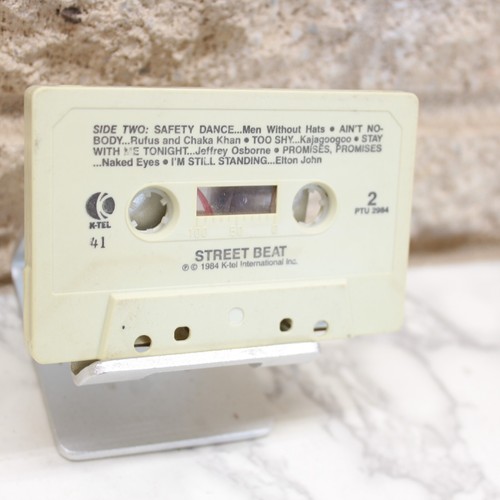 SIDE TWO: SAFETY DANCE...Men Without Hats • AIN'T NO-
BODY...Rufus and Chaka Khan • TOO SHY...Kajagoogoo • STAY
WITH ME TONIGHT...Jeffrey Osborne • PROMISES, PROMISES
...Naked Eyes • I'M STILL STANDING...Elton John
K-TEL
41
2
PTU 2984
STREET BEAT
℗ © 1984 K-tel International Inc.